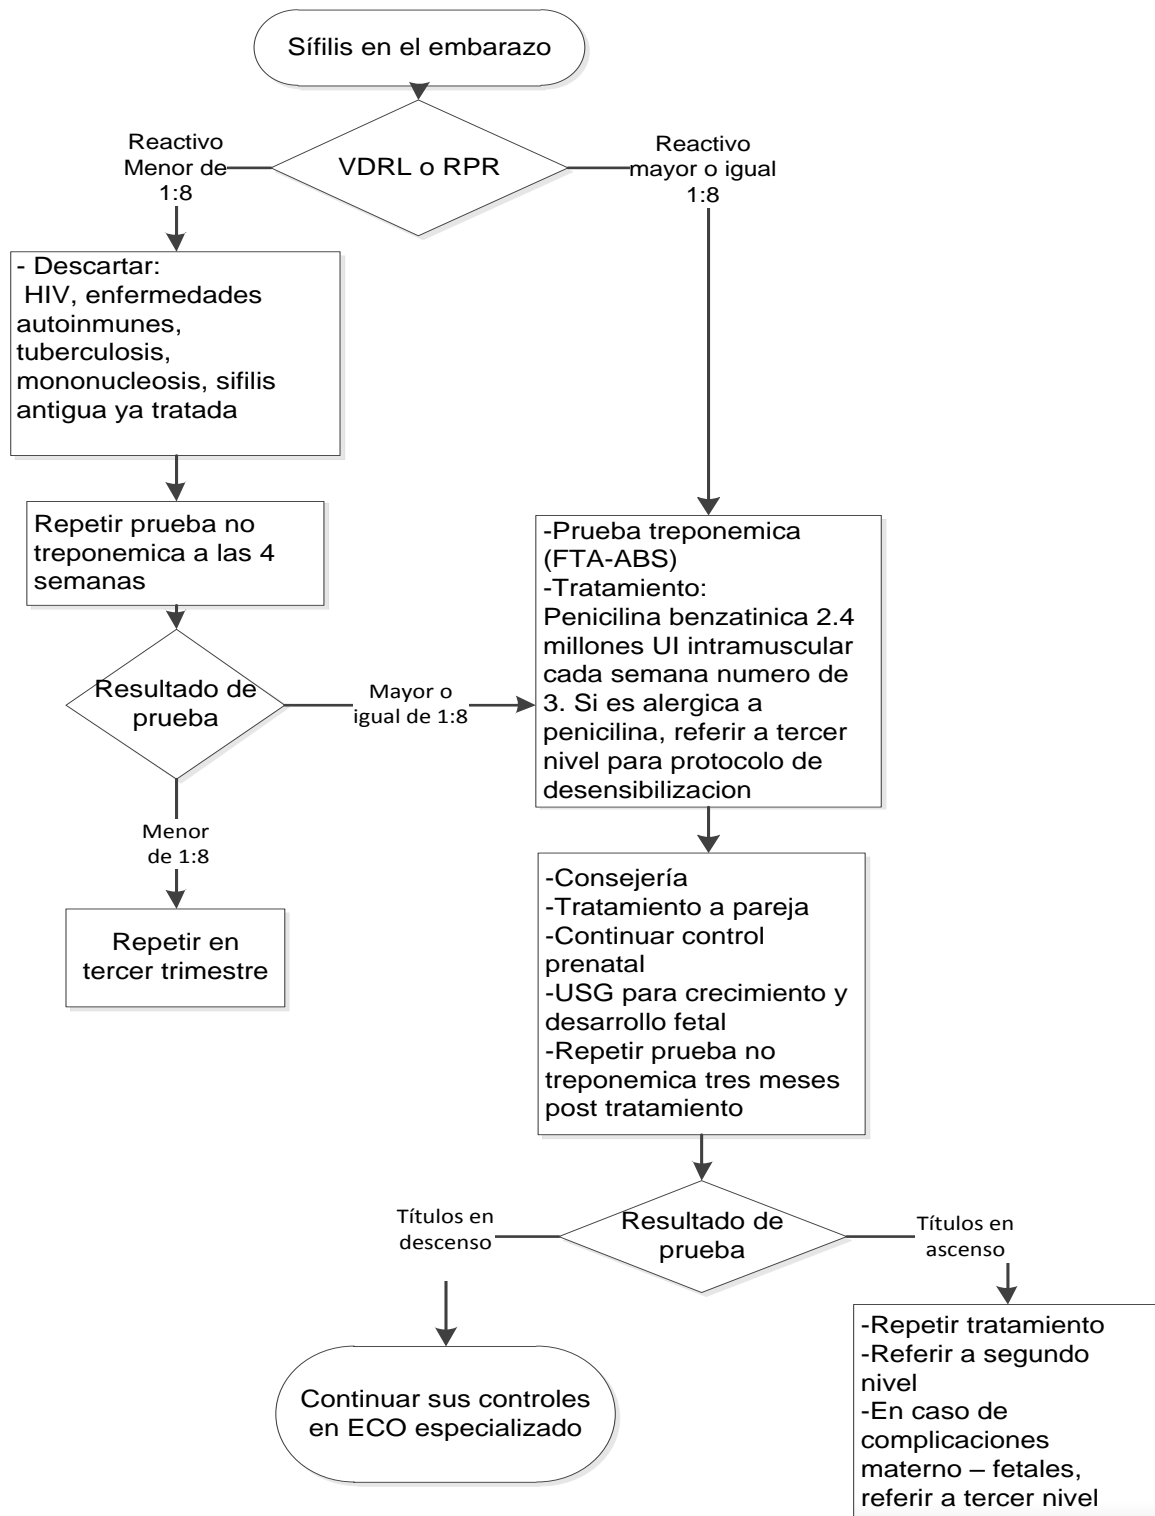 Sífilis en el embarazo
VDRL o RPR
Reactivo
Menor de
1:8
Reactivo
mayor o igual
1:8
- Descartar:
HIV, enfermedades
autoinmunes,
tuberculosis,
mononucleosis, sifilis
antigua ya tratada
Repetir prueba no
treponemica a las 4
semanas
Resultado de
prueba
Mayor o
igual de 1:8
Menor
de 1:8
Repetir en
tercer trimestre
-Prueba treponemica
(FTA-ABS)
-Tratamiento:
Penicilina benzatinica 2.4
millones UI intramuscular
cada semana numero de
3. Si es alergica a
penicilina, referir a tercer
nivel para protocolo de
desensibilizacion
-Consejería
-Tratamiento a pareja
-Continuar control
prenatal
-USG para crecimiento y
desarrollo fetal
-Repetir prueba no
treponemica tres meses
post tratamiento
Resultado de
prueba
Títulos en
descenso
Títulos en
ascenso
Continuar sus controles
en ECO especializado
-Repetir tratamiento
-Referir a segundo
nivel
-En caso de
complicaciones
materno – fetales,
referir a tercer nivel